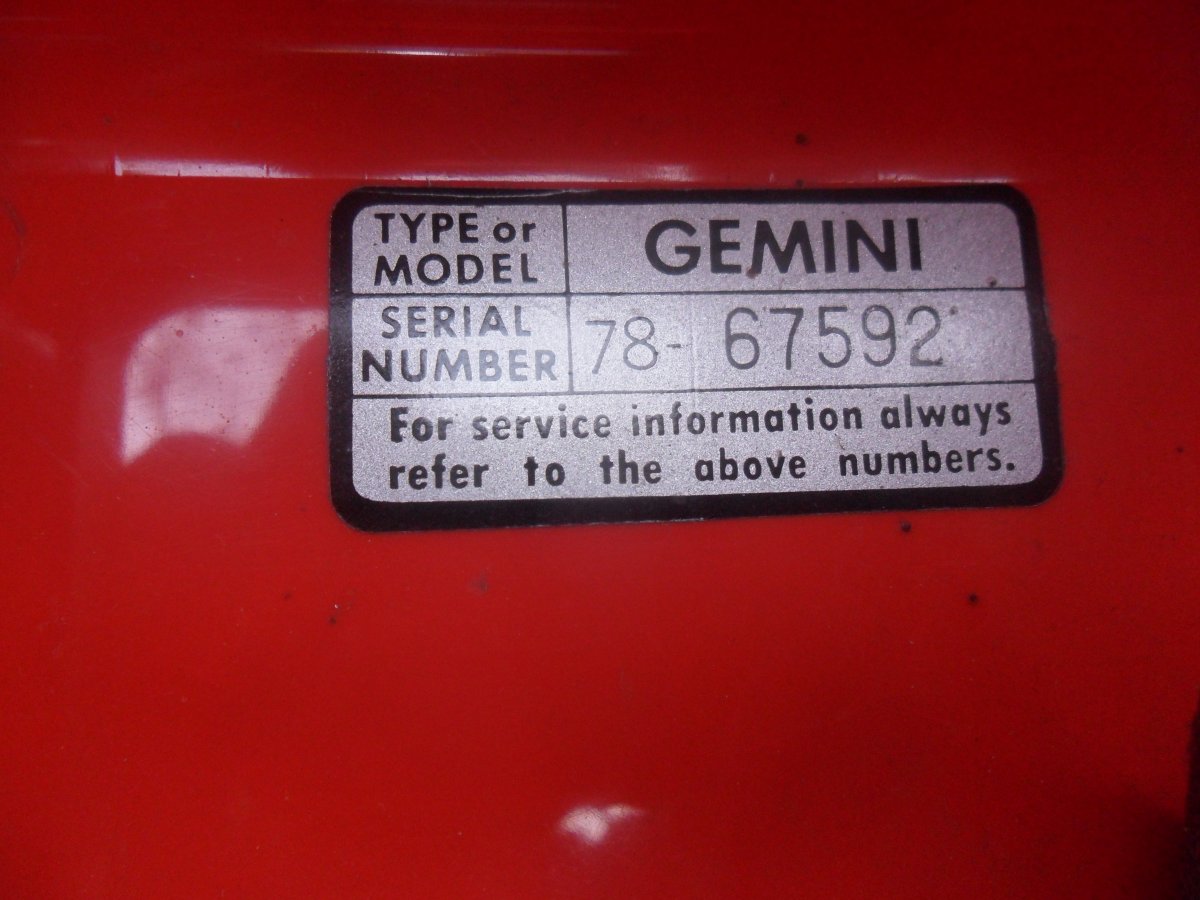 TYPE or
MODEL
GEMINI
SERIAL
NUMBER
78- 67592
For service information always
refer to the above numbers.